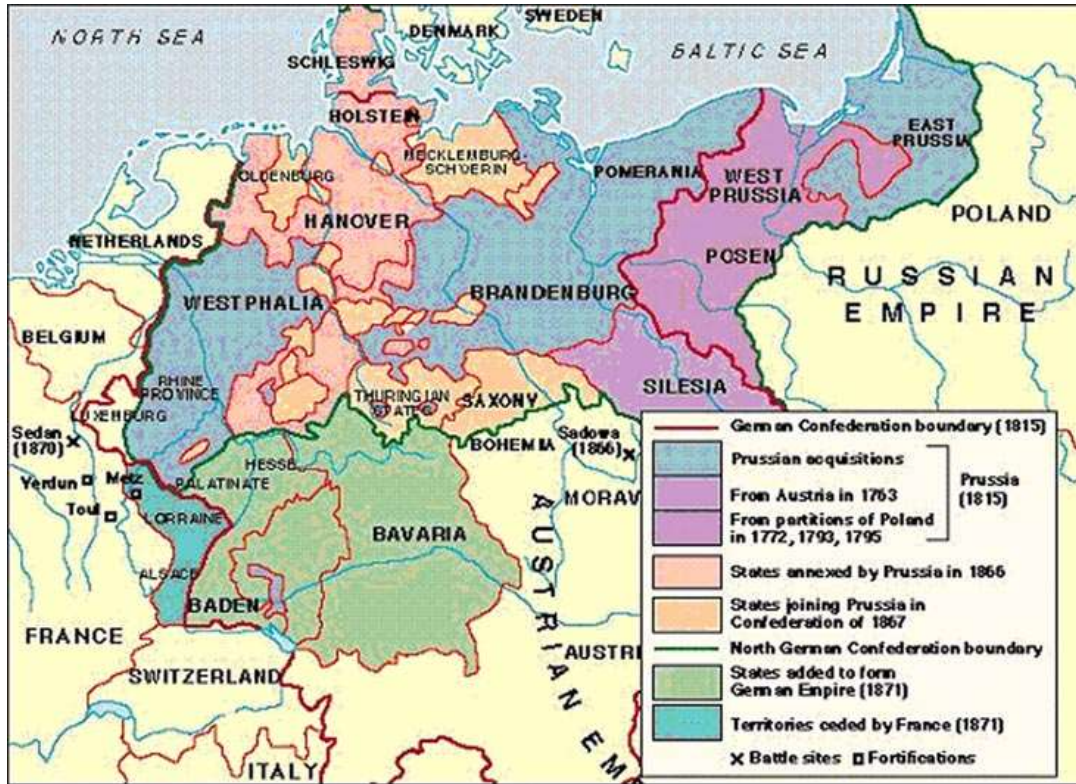 NORTH SEA
SWEDEN
DENMARK
BALTIC SEA
SCHLESWIG
HOLSTEIN
MECKLENBURG-
SCHWERIN
EAST
PRUSSIA
OLDENBURG
POMERANIA
WEST
PRUSSIA
HANOVER
POLAND
NETHERLANDS
POSEN
RUSSIAN
EMPIRE
WESTPHALIA
BRANDENBURG
BELGIUM
RHINE
PROVINCE
THURINGIAN
STATES
SAXONY
SILESIA
LUXEMBURG
Sedan
(1870)
BOHEMIA
Sadowa
(1866)
HESSE
PALATINATE
Metz
Toul
MORAV
LORRAINE
BAVARIA
ALSACE
BADEN
FRANCE
AUSTRI
SWITZERLAND
AUSTRIAN EM
ITALY
German Confederation boundary (1815)
Prussian acquisitions
From Austria in 1763
From partitions of Poland
in 1772, 1793, 1795
Prussia
(1815)
States annexed by Prussia in 1866
States joining Prussia in
Confederation of 1867
North German Confederation boundary
States added to form
German Empire (1871)
Territories ceded by France (1871)
Battle sites
Fortifications